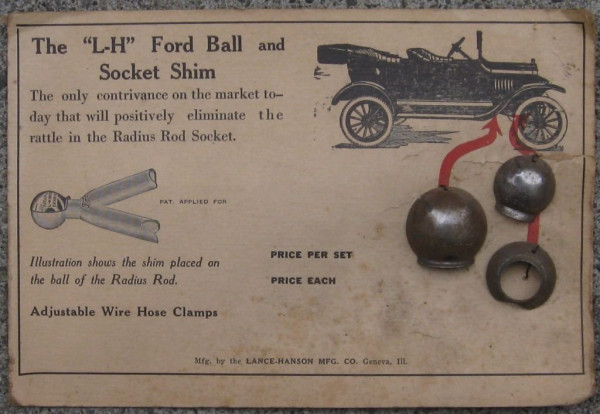 The "L-H" Ford Ball and
Socket Shim
The only contrivance on the market to-
day that will positively eliminate the
rattle in the Radius Rod Socket.
PAT. APPLIED FOR
Illustration shows the shim placed on
the ball of the Radius Rod.
Adjustable Wire Hose Clamps
PRICE PER SET
PRICE EACH
Mfg. by the LANCE-HANSON MFG. CO. Geneva, Ill.